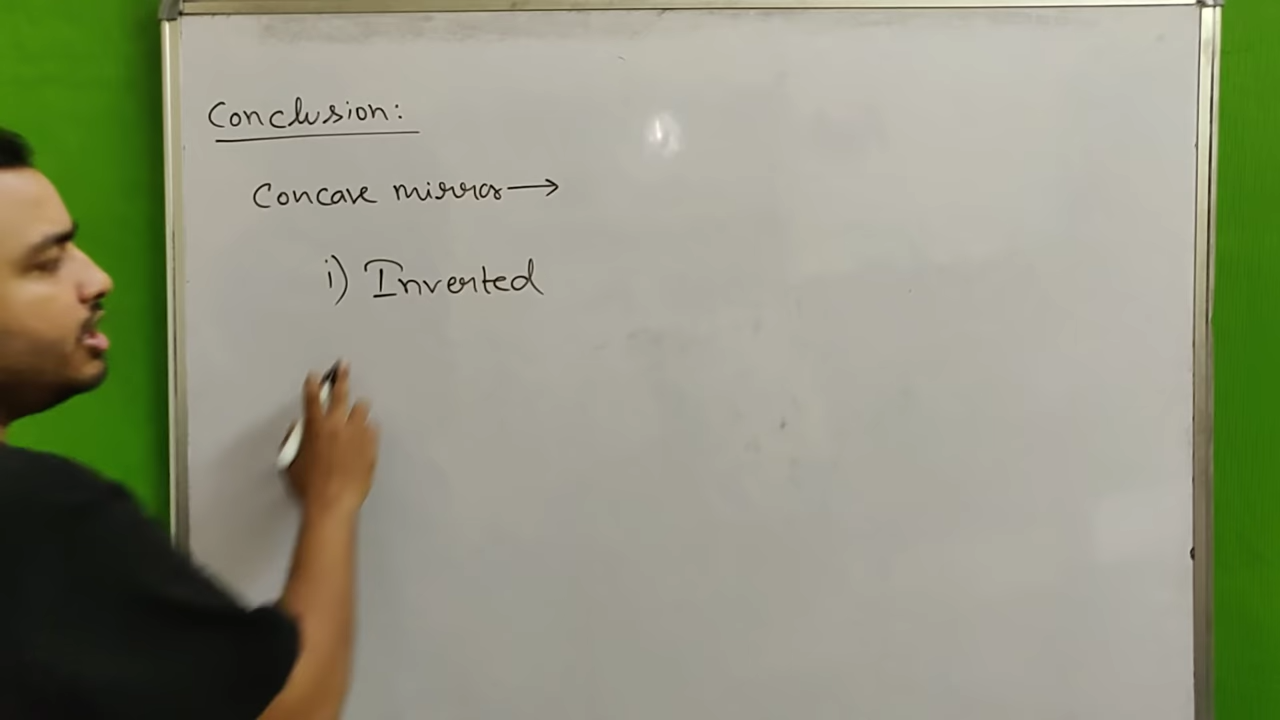 Conclusion:
Concave mirror →
i) Inverted